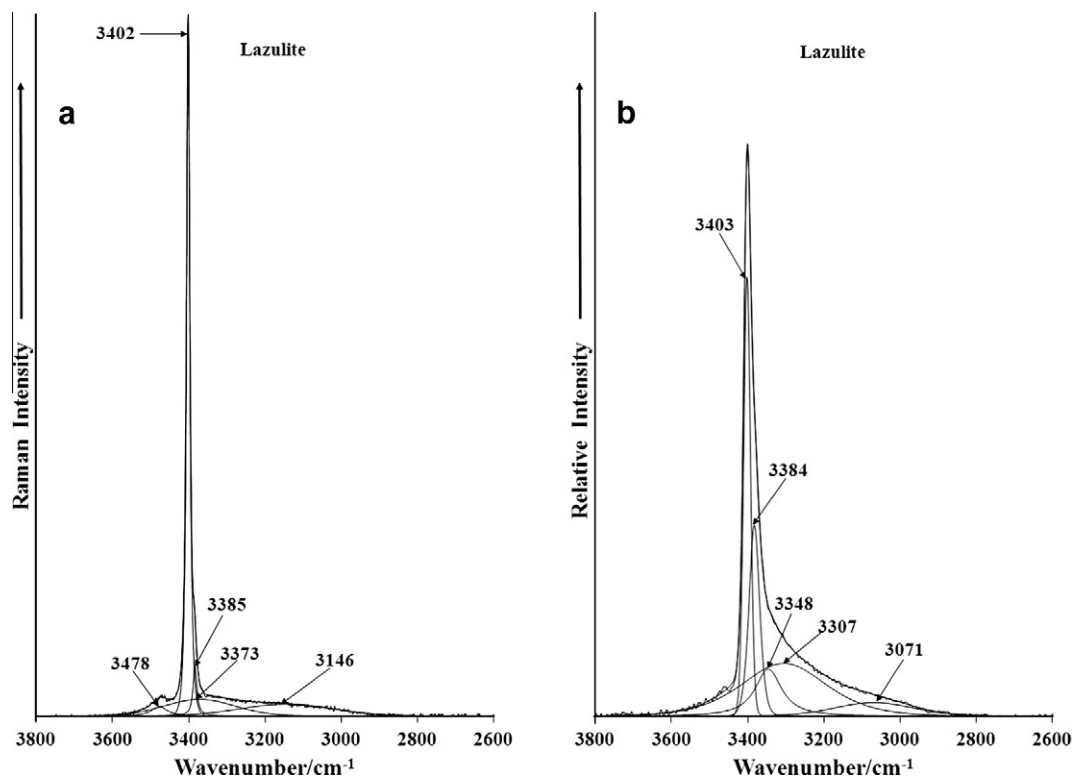 Lazulite
a
3402
3385
3373
3478
3146
Raman Intensity
3800 3600 3400 3200 3000 2800 2600
Wavenumber/cm-1
Lazulite
b
3403
3384
3348
3307
3071
Relative Intensity
3800 3600 3400 3200 3000 2800 2600
Wavenumber/cm-1